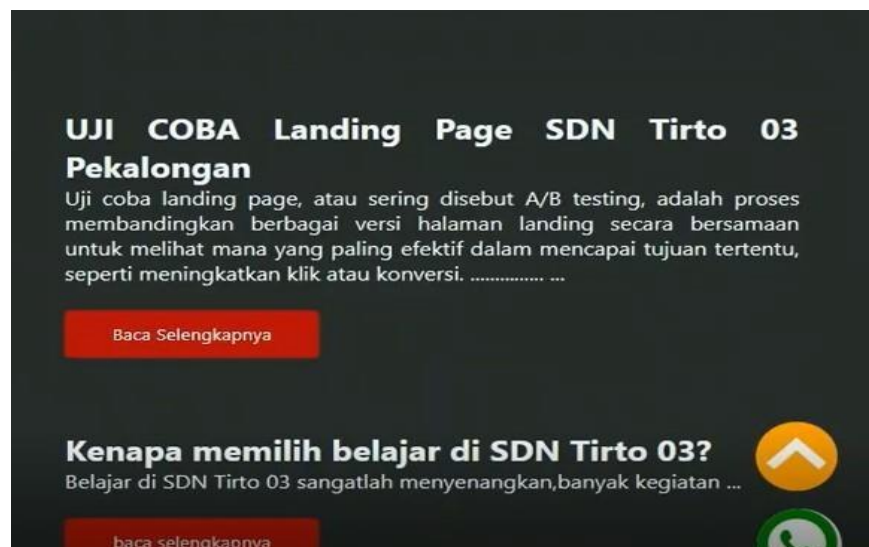 UJI COBA Landing Page SDN Tirto 03
Pekalongan
Uji coba landing page, atau sering disebut A/B testing, adalah proses
membandingkan berbagai versi halaman landing secara bersamaan
untuk melihat mana yang paling efektif dalam mencapai tujuan tertentu,
seperti meningkatkan klik atau konversi. ............... ...
Baca Selengkapnya
Kenapa memilih belajar di SDN Tirto 03?
Belajar di SDN Tirto 03 sangatlah menyenangkan,banyak kegiatan ...
baca selengkapnya